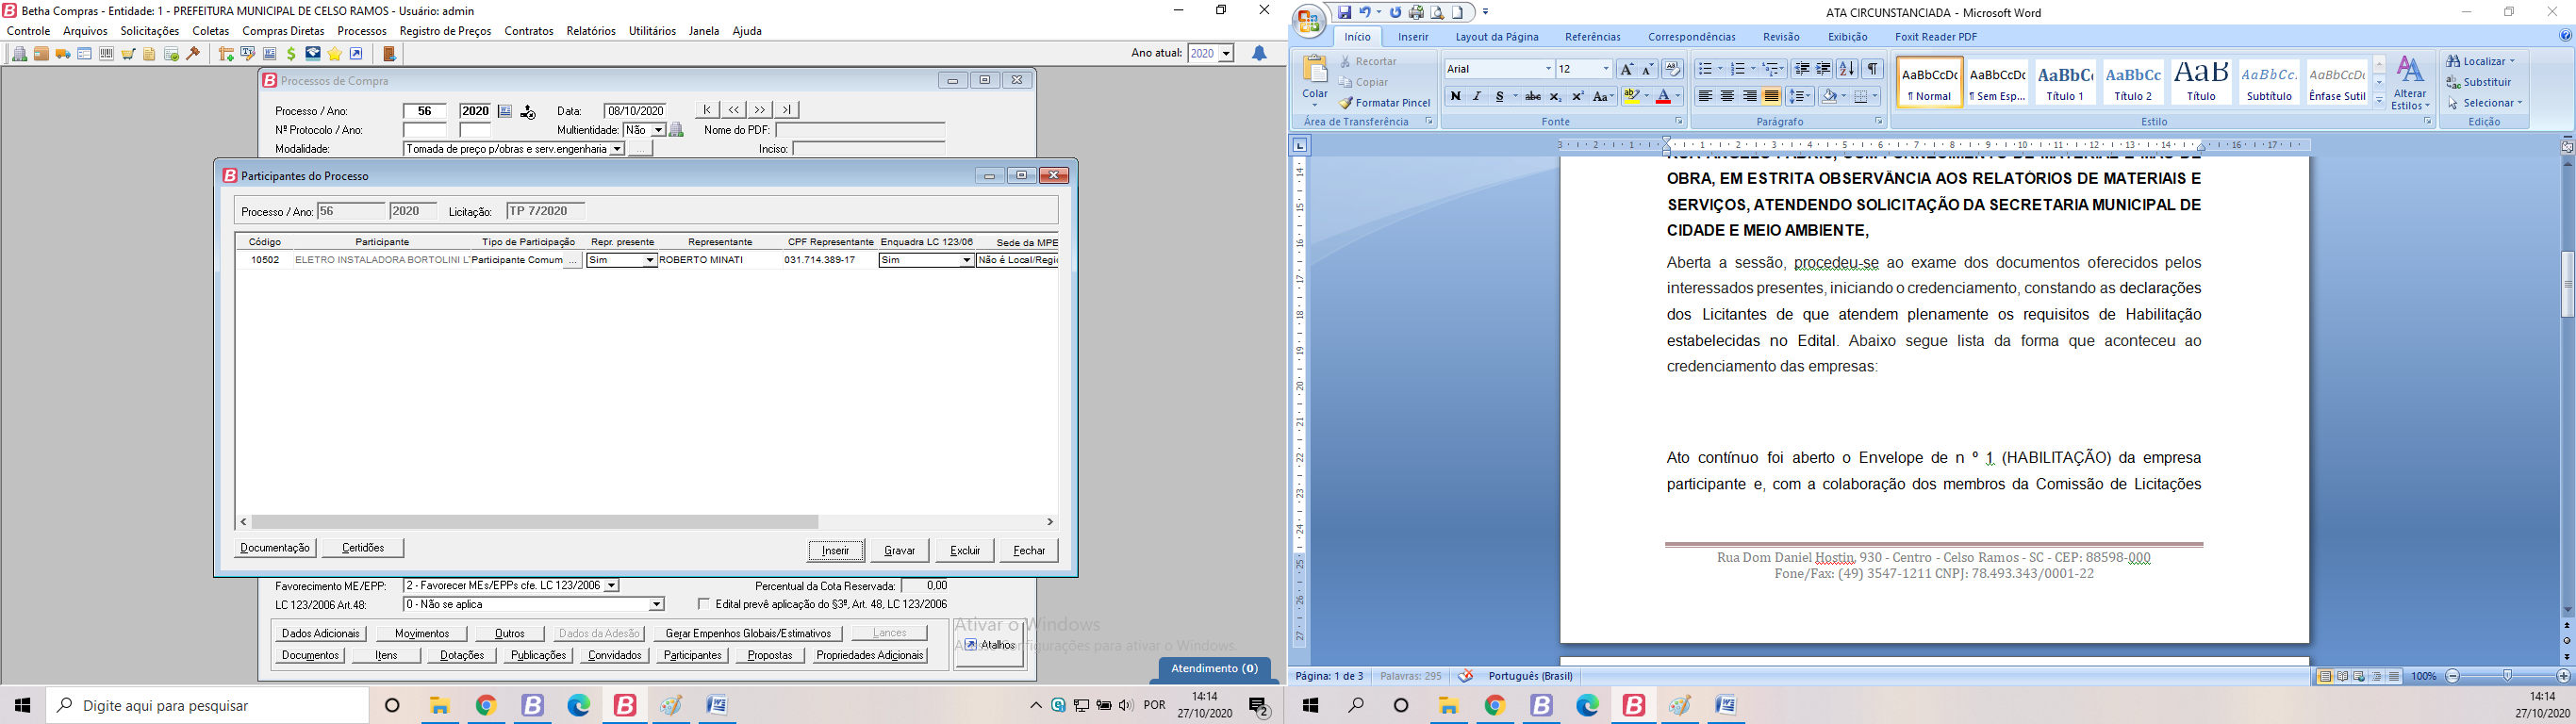 Betha Compras - Entidade: 1 - PREFEITURA MUNICIPAL DE CELSO RAMOS - Usuário: admin
Controle Arquivos Solicitações Coletas Compras Diretas Processos Registro de Preços Contratos Relatórios Utilitários Janela Ajuda
Ano atual: 2020
Processos de Compra
Processo / Ano: 56 2020 Data: 08/10/2020 |< << >> >|
Nº Protocolo / Ano: Multientidade: Não Nome do PDF:
Modalidade: Tomada de preço p/obras e serv.engenharia ... Inciso:
Participantes do Processo
Processo / Ano: 56 2020 Licitação: TP 7/2020
Código Participante Tipo de Participação Repr. presente Representante CPF Representante Enquadra LC 123/06 Sede da MPE
10502 ELETRO INSTALADORA BORTOLINI L Participante Comum ... Sim ROBERTO MINATI 031.714.389-17 Sim Não é Local/Regi
Documentação Certidões Inserir Gravar Excluir Fechar
Favorecimento ME/EPP: 2 - Favorecer MEs/EPPs cfe. LC 123/2006 Percentual da Cota Reservada: 0,00
LC 123/2006 Art.48: 0 - Não se aplica Edital prevê aplicação do §3º, Art. 48, LC 123/2006
Dados Adicionais Movimentos Outros Dados da Adesão Gerar Empenhos Globais/Estimativos Lances
Documentos Itens Dotações Publicações Convidados Participantes Propostas Propriedades Adicionais Atalhos
Ativar o Windows
configurações para ativar o Windows.
Atendimento (0)
Digite aqui para pesquisar
POR
14:14
27/10/2020
2
ATA CIRCUNSTANCIADA - Microsoft Word
Início Inserir Layout da Página Referências Correspondências Revisão Exibição Foxit Reader PDF
Colar
Recortar
Copiar
Formatar Pincel
Área de Transferência
Arial 12
N I S abc x₂ x² Aa
Fonte
Parágrafo
AaBbCcDc AaBbCcDc AaBbC AaBbCc AaB AaBbCc. AaBbCcDc
¶ Normal ¶ Sem Esp... Título 1 Título 2 Título Subtítulo Ênfase Sutil
Alterar Estilos
Estilo
Localizar
Substituir
Selecionar
Edição
OBRA, EM ESTRITA OBSERVÂNCIA AOS RELATÓRIOS DE MATERIAIS E
SERVIÇOS, ATENDENDO SOLICITAÇÃO DA SECRETARIA MUNICIPAL DE
CIDADE E MEIO AMBIENTE,
Aberta a sessão, procedeu-se ao exame dos documentos oferecidos pelos
interessados presentes, iniciando o credenciamento, constando as declarações
dos Licitantes de que atendem plenamente os requisitos de Habilitação
estabelecidas no Edital. Abaixo segue lista da forma que aconteceu ao
credenciamento das empresas:
Ato contínuo foi aberto o Envelope de n º 1 (HABILITAÇÃO) da empresa
participante e, com a colaboração dos membros da Comissão de Licitações
Rua Dom Daniel Hostin, 930 - Centro - Celso Ramos - SC - CEP: 88598-000
Fone/Fax: (49) 3547-1211 CNPJ: 78.493.343/0001-22
Página: 1 de 3 Palavras: 295 Português (Brasil) 100%
14:14
27/10/2020